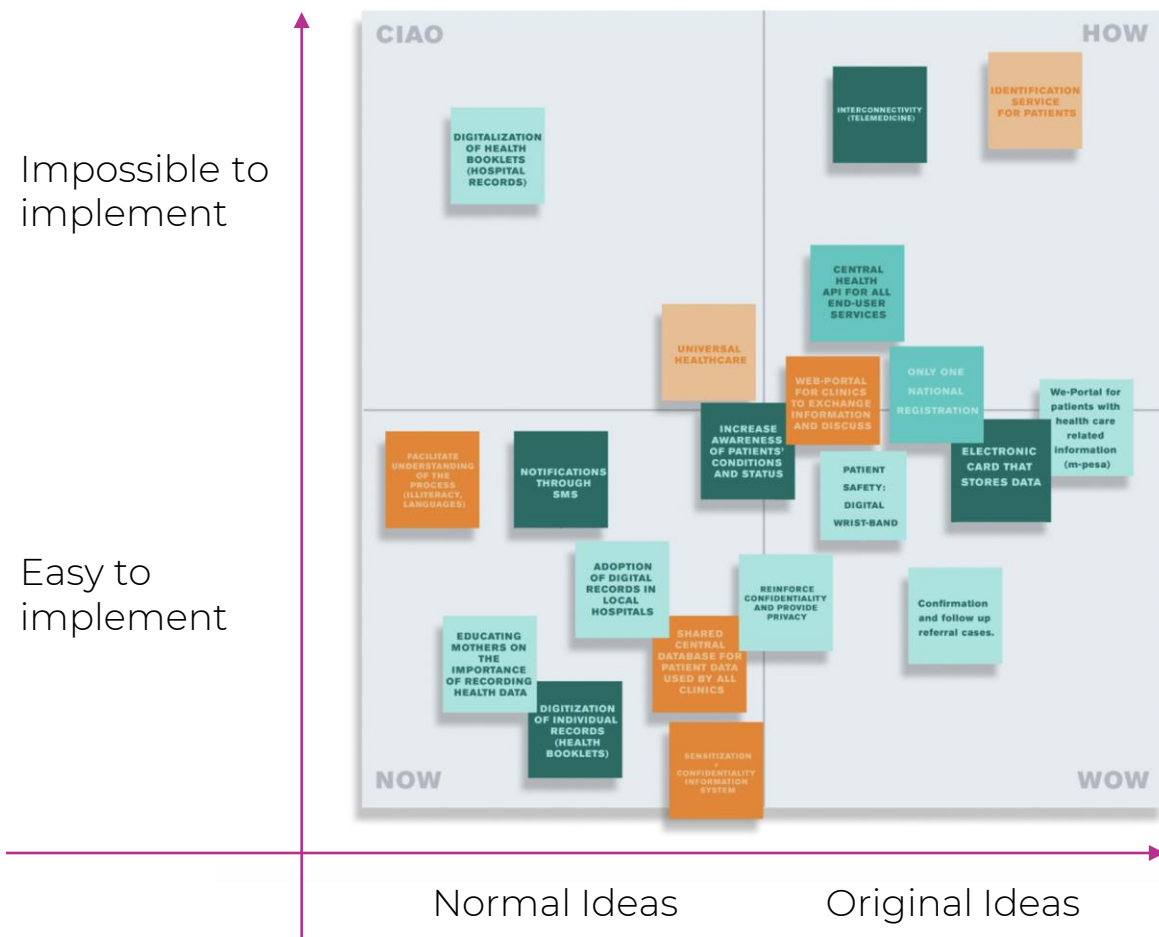 CIAO
HOW
IDENTIFICATION
SERVICE
FOR PATIENTS
INTERCONNECTIVITY
(TELEMEDICINE)
DIGITALIZATION
OF HEALTH
BOOKLETS
(HOSPITAL
RECORDS)
Impossible to
implement
CENTRAL
HEALTH
API FOR ALL
END-USER
SERVICES
UNIVERSAL
HEALTHCARE
WEB-PORTAL
FOR CLINICS
TO EXCHANGE
INFORMATION
AND DISCUSS
ONLY ONE
NATIONAL
REGISTRATION
We-Portal for
patients with
health care
related
information
(m-pesa)
INCREASE
AWARENESS
OF PATIENTS'
CONDITIONS
AND STATUS
ELECTRONIC
CARD THAT
STORES DATA
FACILITATE
UNDERSTANDING
OF THE
PROCESS
(ILLITERACY,
LANGUAGES)
NOTIFICATIONS
THROUGH
SMS
PATIENT
SAFETY:
DIGITAL
WRIST-BAND
Easy to
implement
ADOPTION
OF DIGITAL
RECORDS IN
LOCAL
HOSPITALS
REINFORCE
CONFIDENTIALITY
AND PROVIDE
PRIVACY
Confirmation
and follow up
referral cases.
EDUCATING
MOTHERS ON
THE
IMPORTANCE
OF RECORDING
HEALTH DATA
SHARED
CENTRAL
DATABASE FOR
PATIENT DATA
USED BY ALL
CLINICS
DIGITIZATION
OF INDIVIDUAL
RECORDS
(HEALTH
BOOKLETS)
SENSITIZATION
+
CONFIDENTIALITY
INFORMATION
SYSTEM
NOW
WOW
Normal Ideas
Original Ideas